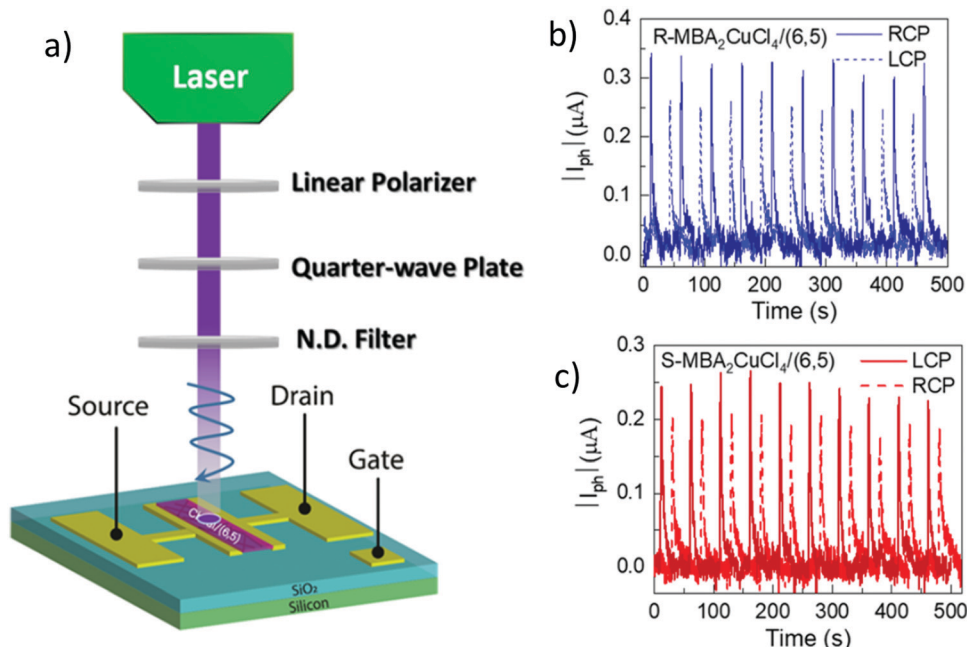 a)
Laser
Linear Polarizer
Quarter-wave Plate
N.D. Filter
Source
Drain
Gate
/(6,5)
SiO₂
Silicon
b)
R-MBA₂CuCl₄/(6,5)
RCP
LCP
|I_ph| (μA)
0.4
0.3
0.2
0.1
0.0
0 100 200 300 400 500
Time (s)
c)
S-MBA₂CuCl₄/(6,5)
LCP
RCP
|I_ph| (μA)
0.3
0.2
0.1
0.0
0 100 200 300 400 500
Time (s)